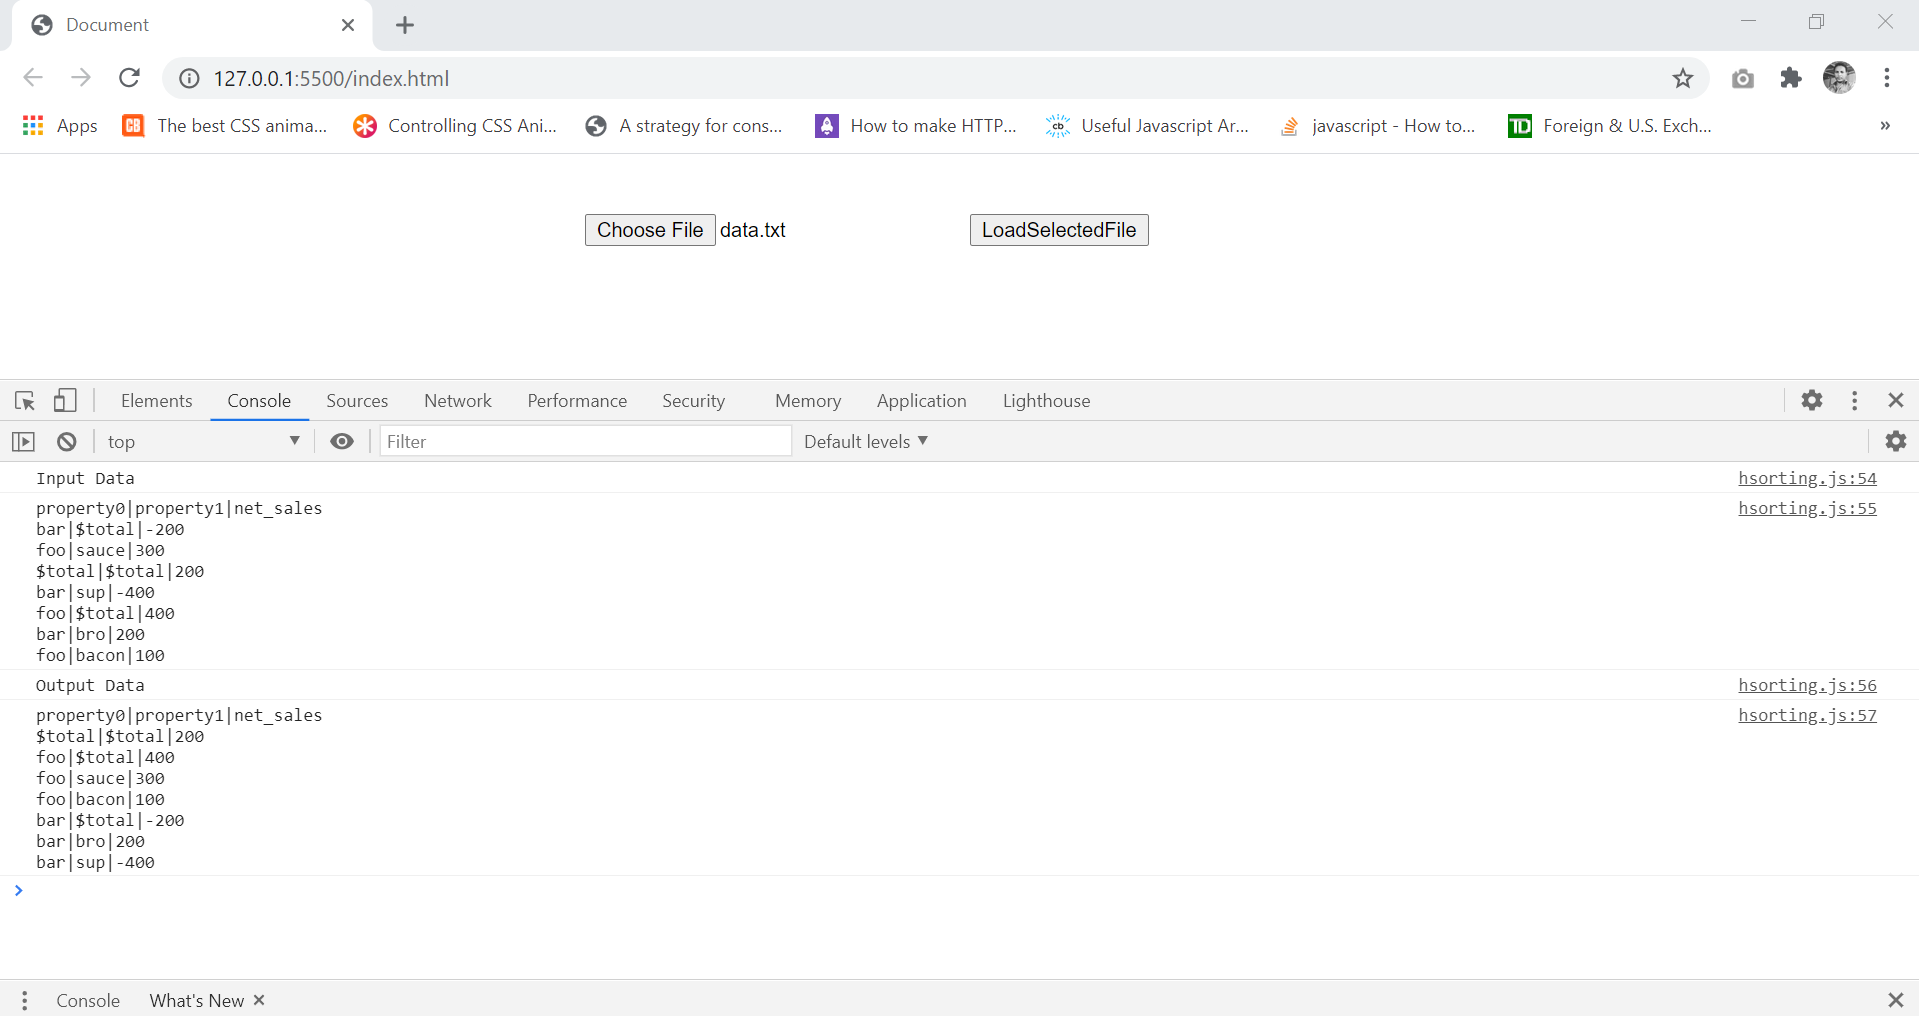 Document
127.0.0.1:5500/index.html
Apps The best CSS anima... Controlling CSS Ani... A strategy for cons... How to make HTTP... Useful Javascript Ar... javascript - How to... Foreign & U.S. Exch... »
Choose File data.txt LoadSelectedFile
Elements Console Sources Network Performance Security Memory Application Lighthouse
top Filter Default levels
Input Data hsorting.js:54
property0|property1|net_sales hsorting.js:55
bar|$total|-200
foo|sauce|300
$total|$total|200
bar|sup|-400
foo|$total|400
bar|bro|200
foo|bacon|100
Output Data hsorting.js:56
property0|property1|net_sales hsorting.js:57
$total|$total|200
foo|$total|400
foo|sauce|300
foo|bacon|100
bar|$total|-200
bar|bro|200
bar|sup|-400
Console What's New